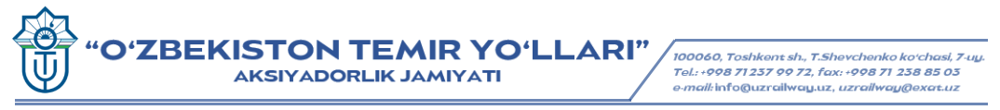 “O‘ZBEKISTON TEMIR YO‘LLARI”
AKSIYADORLIK JAMIYATI
100060, Toshkent sh., T.Shevchenko ko‘chasi, 7-uy.
Tel.: +998 71 237 99 72, fax: +998 71 238 85 03
e-mail: info@uzrailway.uz, uzrailway@exat.uz